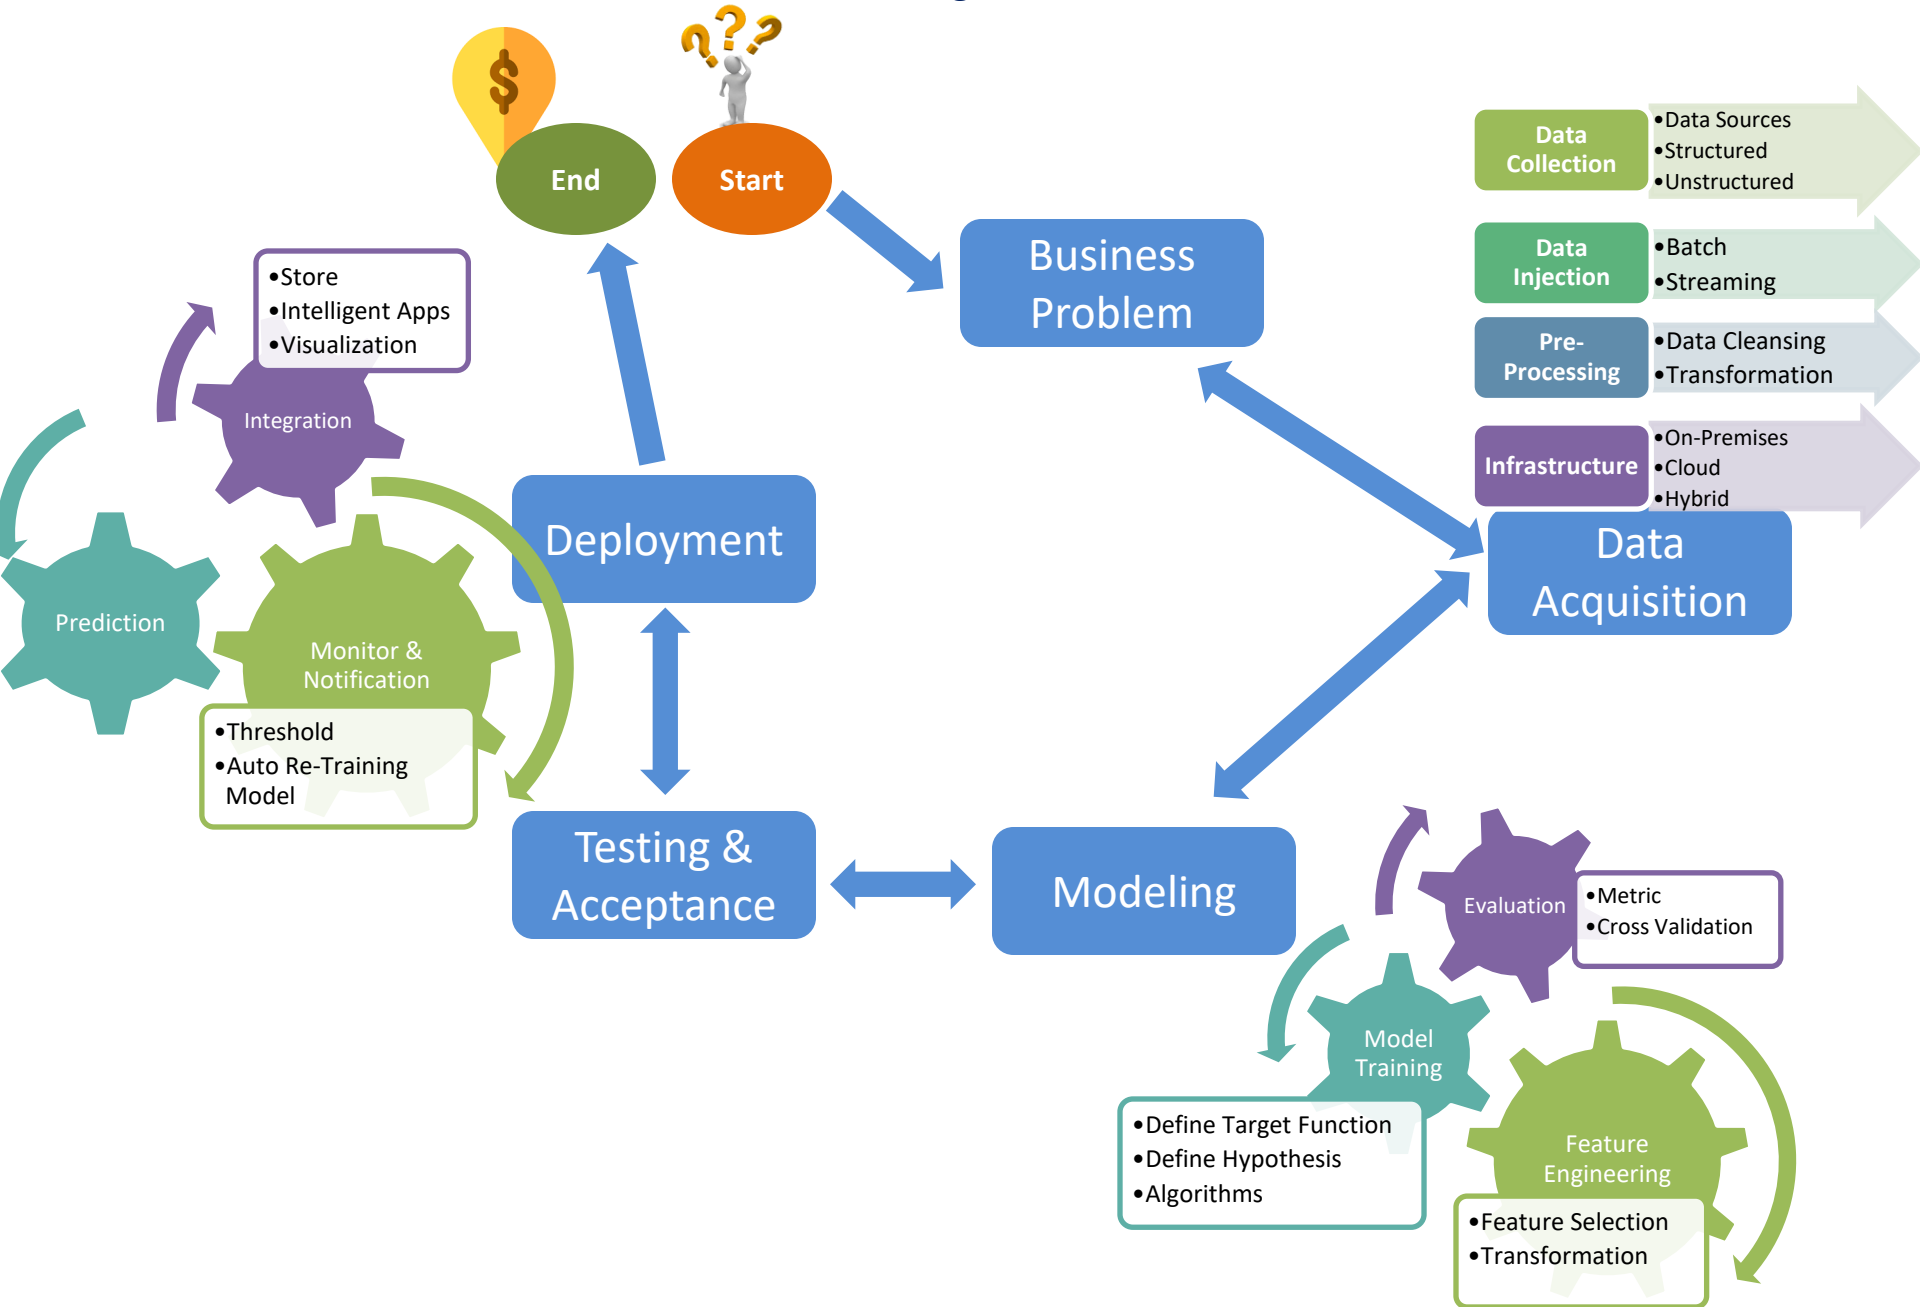 $
???
End
Start
Business
Problem
Data
Collection
•Data Sources
•Structured
•Unstructured
Data
Injection
•Batch
•Streaming
Pre-
Processing
•Data Cleansing
•Transformation
Infrastructure
•On-Premises
•Cloud
•Hybrid
Data
Acquisition
•Store
•Intelligent Apps
•Visualization
Integration
Deployment
Prediction
Monitor &
Notification
•Threshold
•Auto Re-Training
Model
Testing &
Acceptance
Modeling
Evaluation
•Metric
•Cross Validation
Model
Training
•Define Target Function
•Define Hypothesis
•Algorithms
Feature
Engineering
•Feature Selection
•Transformation